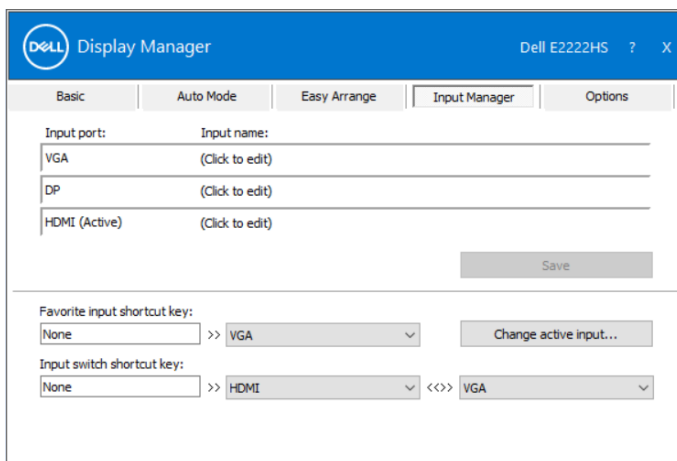 DELL Display Manager Dell E2222HS ? X
Basic Auto Mode Easy Arrange Input Manager Options
Input port: Input name:
VGA (Click to edit)
DP (Click to edit)
HDMI (Active) (Click to edit)
Save
Favorite input shortcut key:
None >> VGA Change active input...
Input switch shortcut key:
None >> HDMI <<>> VGA